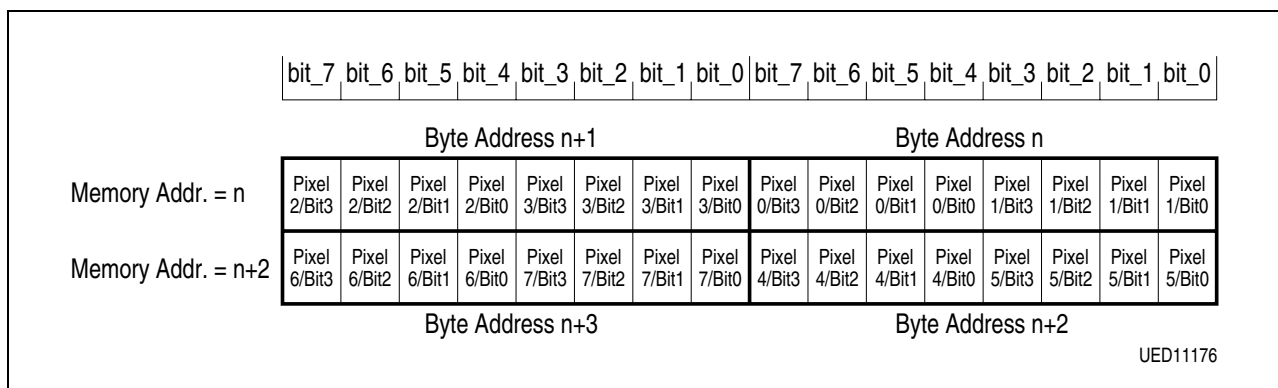 bit_7 bit_6 bit_5 bit_4 bit_3 bit_2 bit_1 bit_0 bit_7 bit_6 bit_5 bit_4 bit_3 bit_2 bit_1 bit_0
Byte Address n+1 Byte Address n
Memory Addr. = n
Pixel Pixel Pixel Pixel Pixel Pixel Pixel Pixel Pixel Pixel Pixel Pixel Pixel Pixel Pixel Pixel
2/Bit3 2/Bit2 2/Bit1 2/Bit0 3/Bit3 3/Bit2 3/Bit1 3/Bit0 0/Bit3 0/Bit2 0/Bit1 0/Bit0 1/Bit3 1/Bit2 1/Bit1 1/Bit0
Memory Addr. = n+2
Pixel Pixel Pixel Pixel Pixel Pixel Pixel Pixel Pixel Pixel Pixel Pixel Pixel Pixel Pixel Pixel
6/Bit3 6/Bit2 6/Bit1 6/Bit0 7/Bit3 7/Bit2 7/Bit1 7/Bit0 4/Bit3 4/Bit2 4/Bit1 4/Bit0 5/Bit3 5/Bit2 5/Bit1 5/Bit0
Byte Address n+3 Byte Address n+2
UED11176